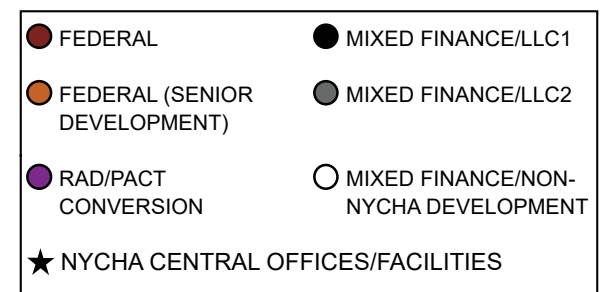 FEDERAL
FEDERAL (SENIOR
DEVELOPMENT)
RAD/PACT
CONVERSION
MIXED FINANCE/LLC1
MIXED FINANCE/LLC2
MIXED FINANCE/NON-
NYCHA DEVELOPMENT
NYCHA CENTRAL OFFICES/FACILITIES